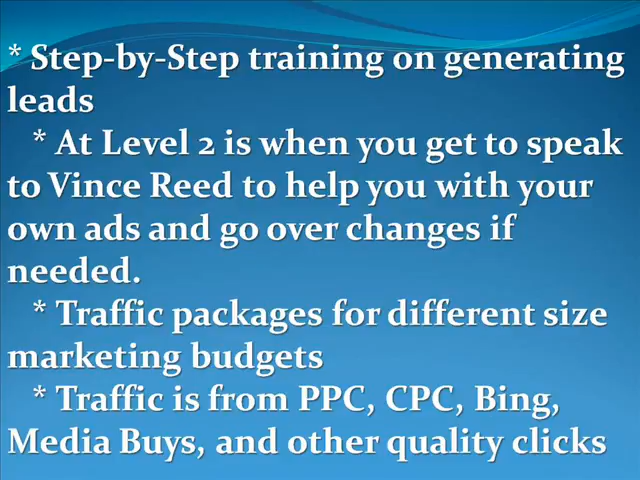 * Step-by-Step training on generating
leads
* At Level 2 is when you get to speak
to Vince Reed to help you with your
own ads and go over changes if
needed.
* Traffic packages for different size
marketing budgets
* Traffic is from PPC, CPC, Bing,
Media Buys, and other quality clicks